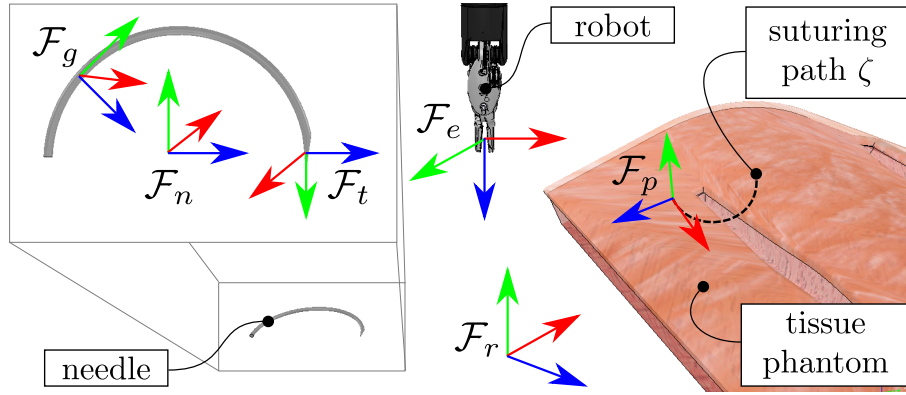 F_g
F_n
F_t
needle
robot
F_e
F_r
suturing
path ζ
F_p
tissue
phantom